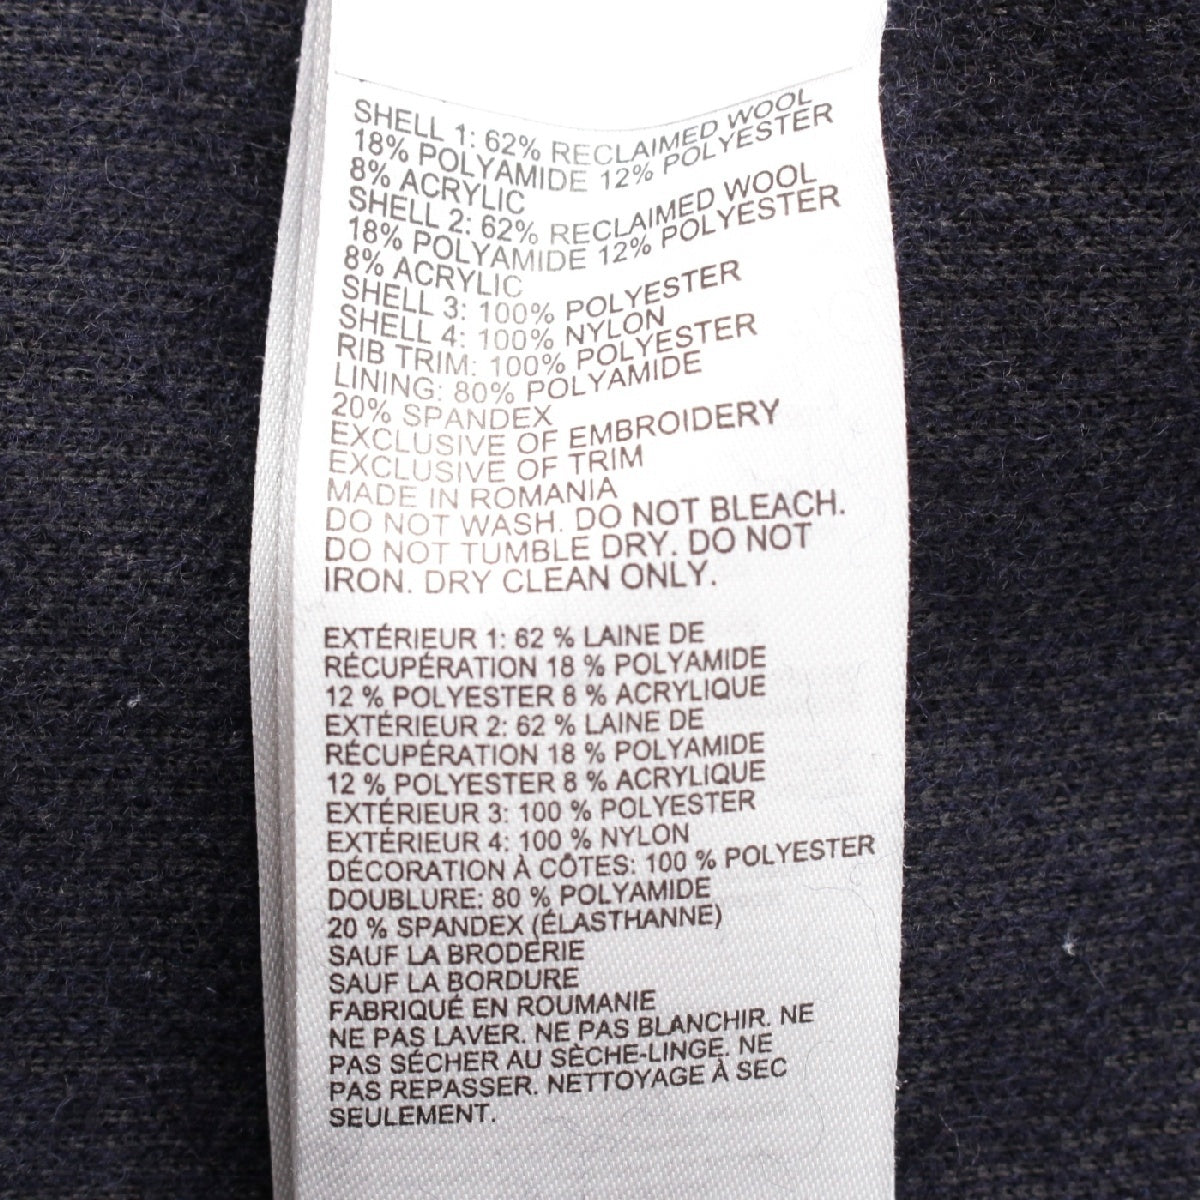 SHELL 1: 62% RECLAIMED WOOL
18% POLYAMIDE 12% POLYESTER
8% ACRYLIC
SHELL 2: 62% RECLAIMED WOOL
18% POLYAMIDE 12% POLYESTER
8% ACRYLIC
SHELL 3: 100% POLYESTER
SHELL 4: 100% NYLON
RIB TRIM: 100% POLYESTER
LINING: 80% POLYAMIDE
20% SPANDEX
EXCLUSIVE OF EMBROIDERY
EXCLUSIVE OF TRIM
MADE IN ROMANIA
DO NOT WASH. DO NOT BLEACH.
DO NOT TUMBLE DRY. DO NOT
IRON. DRY CLEAN ONLY.
EXTÉRIEUR 1: 62 % LAINE DE
RÉCUPÉRATION 18 % POLYAMIDE
12 % POLYESTER 8 % ACRYLIQUE
EXTÉRIEUR 2: 62 % LAINE DE
RÉCUPÉRATION 18 % POLYAMIDE
12 % POLYESTER 8 % ACRYLIQUE
EXTÉRIEUR 3: 100 % POLYESTER
EXTÉRIEUR 4: 100 % NYLON
DÉCORATION À CÔTES: 100 % POLYESTER
DOUBLURE: 80 % POLYAMIDE
20 % SPANDEX (ÉLASTHANNE)
SAUF LA BRODERIE
SAUF LA BORDURE
FABRIQUÉ EN ROUMANIE
NE PAS LAVER. NE PAS BLANCHIR. NE
PAS SÉCHER AU SÈCHE-LINGE. NE
PAS REPASSER. NETTOYAGE À SEC
SEULEMENT.